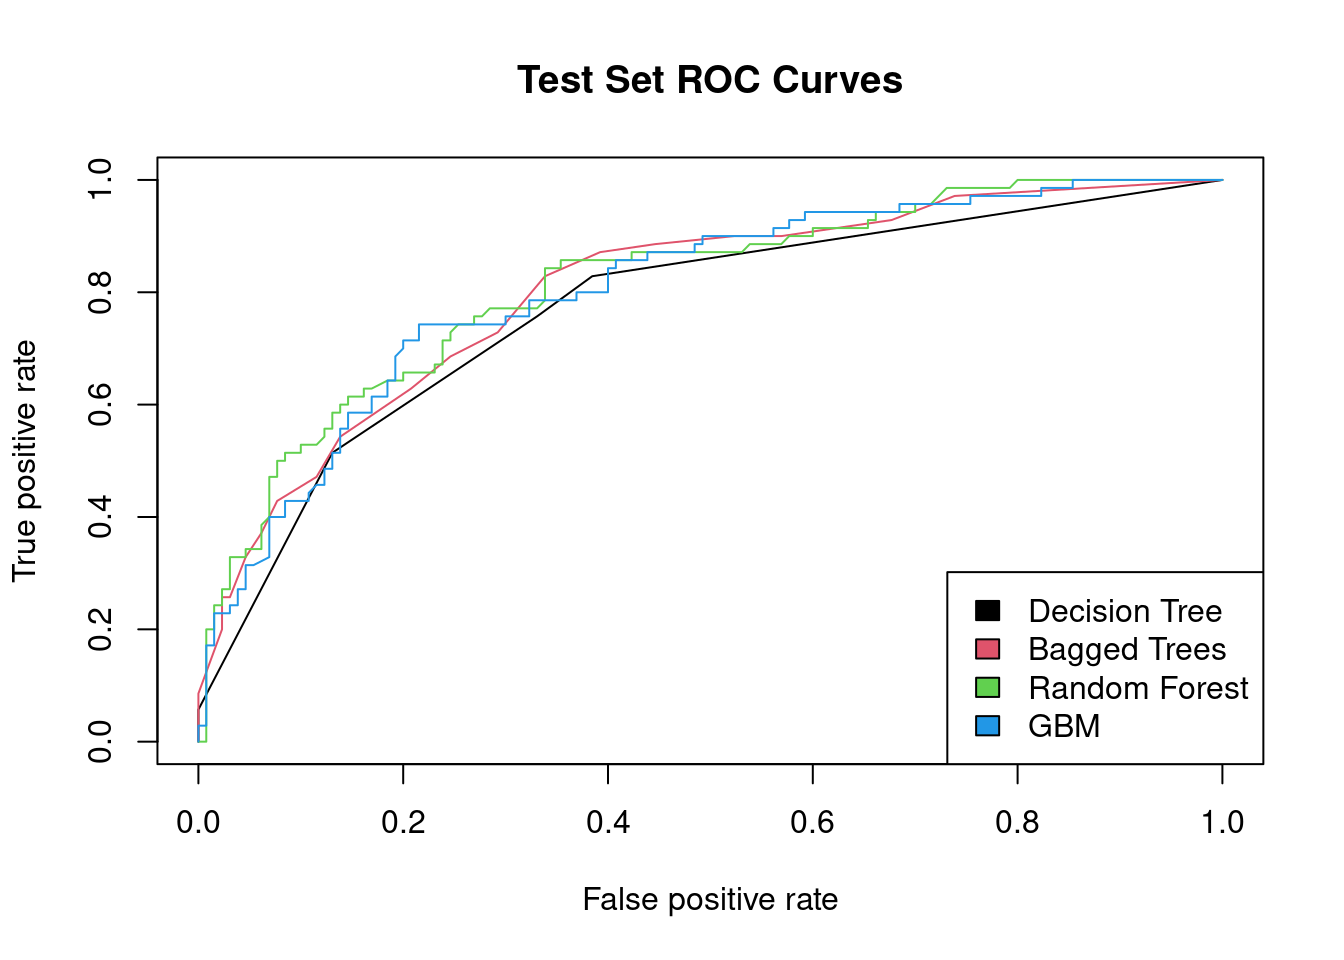 Test Set ROC Curves
True positive rate
1.0
0.8
0.6
0.4
0.2
0.0
Decision Tree
Bagged Trees
Random Forest
GBM
0.0 0.2 0.4 0.6 0.8 1.0
False positive rate